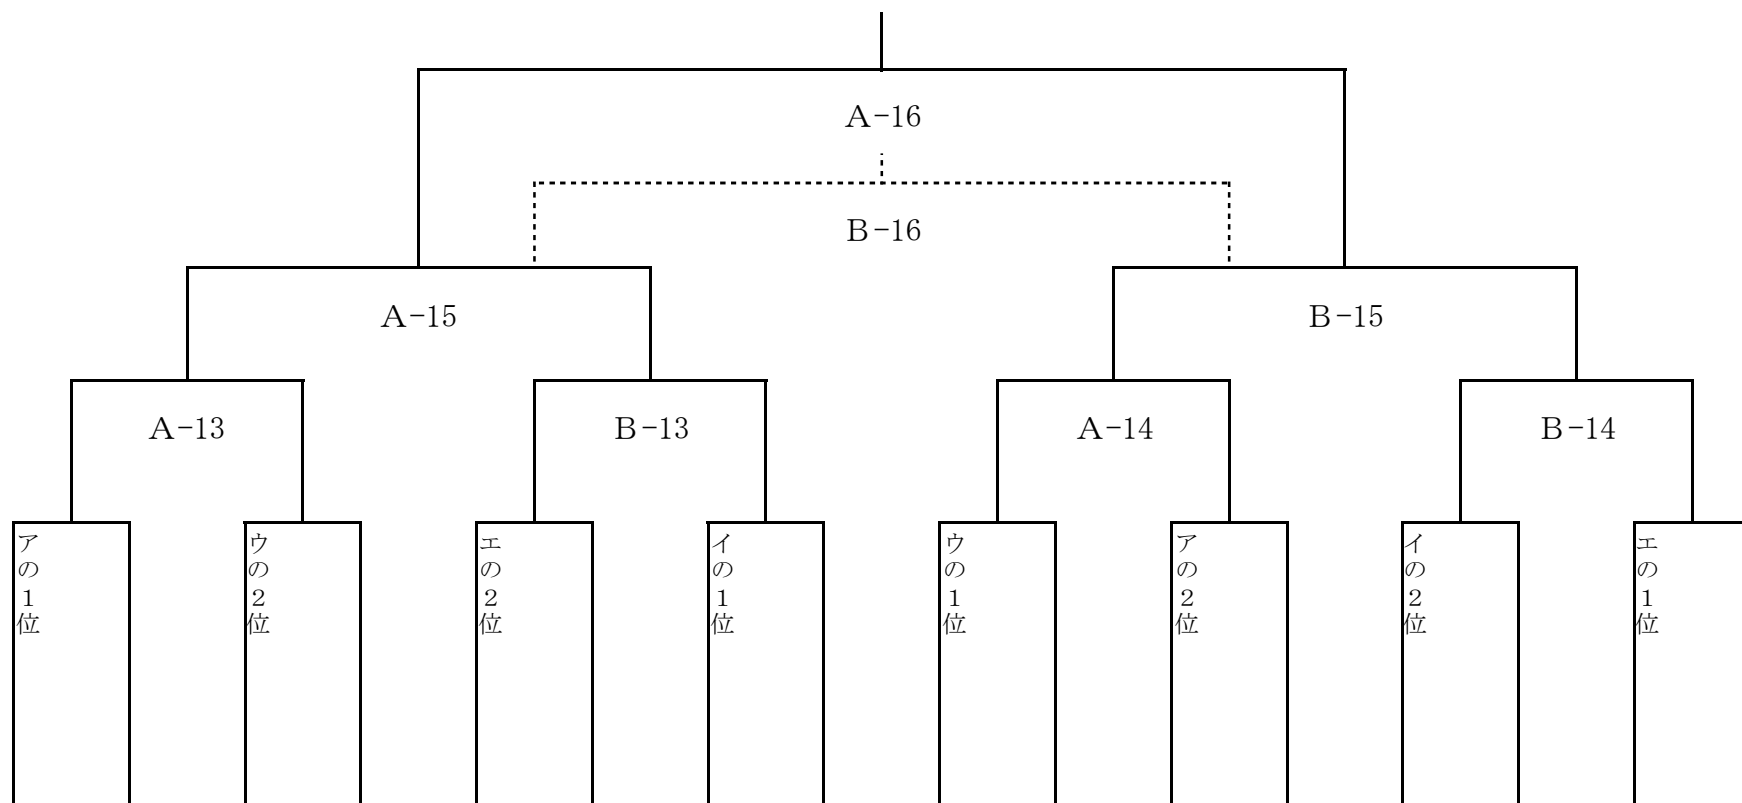 A-16
B-16
A-15
B-15
A-13
B-13
A-14
B-14
アの1位
ウの2位
エの2位
イの1位
ウの1位
アの2位
イの2位
エの1位